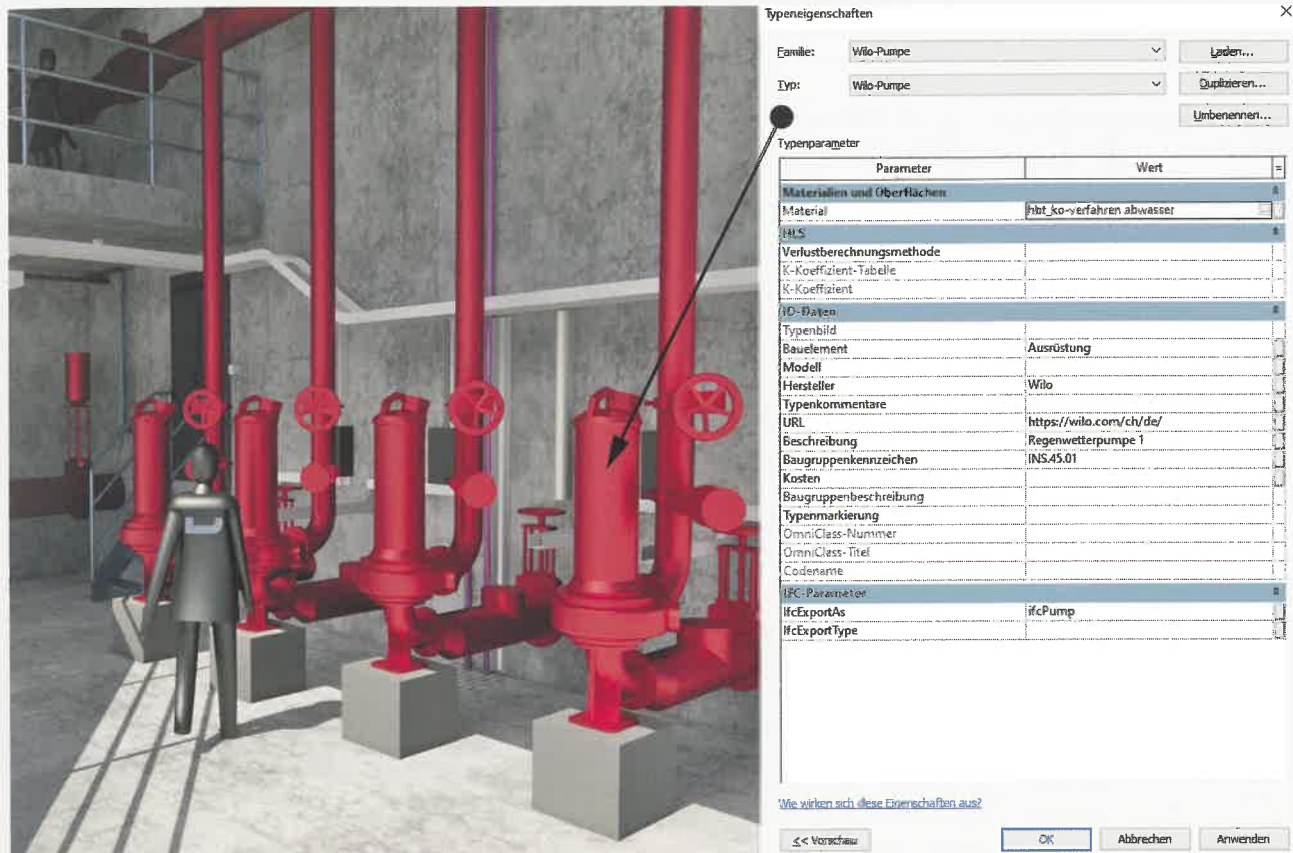 Typeneigenschaften
Familie: Wilo-Pumpe Laden...
Typ: Wilo-Pumpe Duplizieren...
Umbenennen...
Typenparameter
Parameter Wert =
Materialien und Oberflächen
Material hbt_ko-verfahren abwasser
HLS
Verlustberechnungsmethode
K-Koeffizient-Tabelle
K-Koeffizient
ID-Daten
Typenbild
Bauelement Ausrüstung
Modell
Hersteller Wilo
Typenkommentare
URL https://wilo.com/ch/de/
Beschreibung Regenwetterpumpe 1
Baugruppenkennzeichen INS.45.01
Kosten
Baugruppenbeschreibung
Typenmarkierung
OmniClass-Nummer
OmniClass-Titel
Codename
IFC-Parameter
IfcExportAs ifcPump
IfcExportType
Wie wirken sich diese Eigenschaften aus?
<< Vorschau OK Abbrechen Anwenden